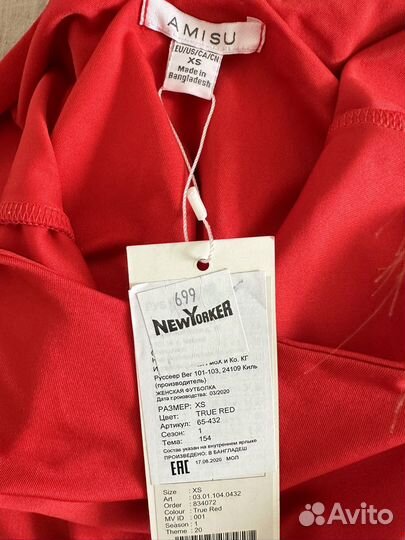 AMISU
EU/US/CA/CN
XS
Made in
Bangladesh
699
NEWYORKER
и Ко. КГ
Руссеер Вег 101-103, 24109 Киль
(производитель)
ЖЕНСКАЯ ФУТБОЛКА
Дата производства: 03/2020
РАЗМЕР: XS
Цвет: TRUE RED
Артикул: 65-432
Сезон: 1
Тема: 154
Состав указан на внутреннем ярлыке
ПРОИЗВЕДЕНО: В БАНГЛАДЕШ
EAC 17.06.2020 МОЛ
Size : XS
Art : 03.01.104.0432
Order : 834072
Colour : True Red
MV ID : 001
Season : 1
Theme : 20
Avito